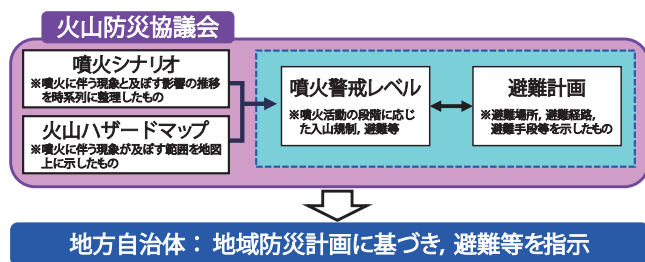 火山防災協議会
噴火シナリオ
※噴火に伴う現象と及ぼす影響の推移
を時系列に整理したもの
火山ハザードマップ
※噴火に伴う現象が及ぼす範囲を地図
上に示したもの
噴火警戒レベル
※噴火活動の段階に応じ
た入山規制，避難等
避難計画
※避難場所，避難経路，
避難手段等を示したもの
地方自治体：地域防災計画に基づき，避難等を指示